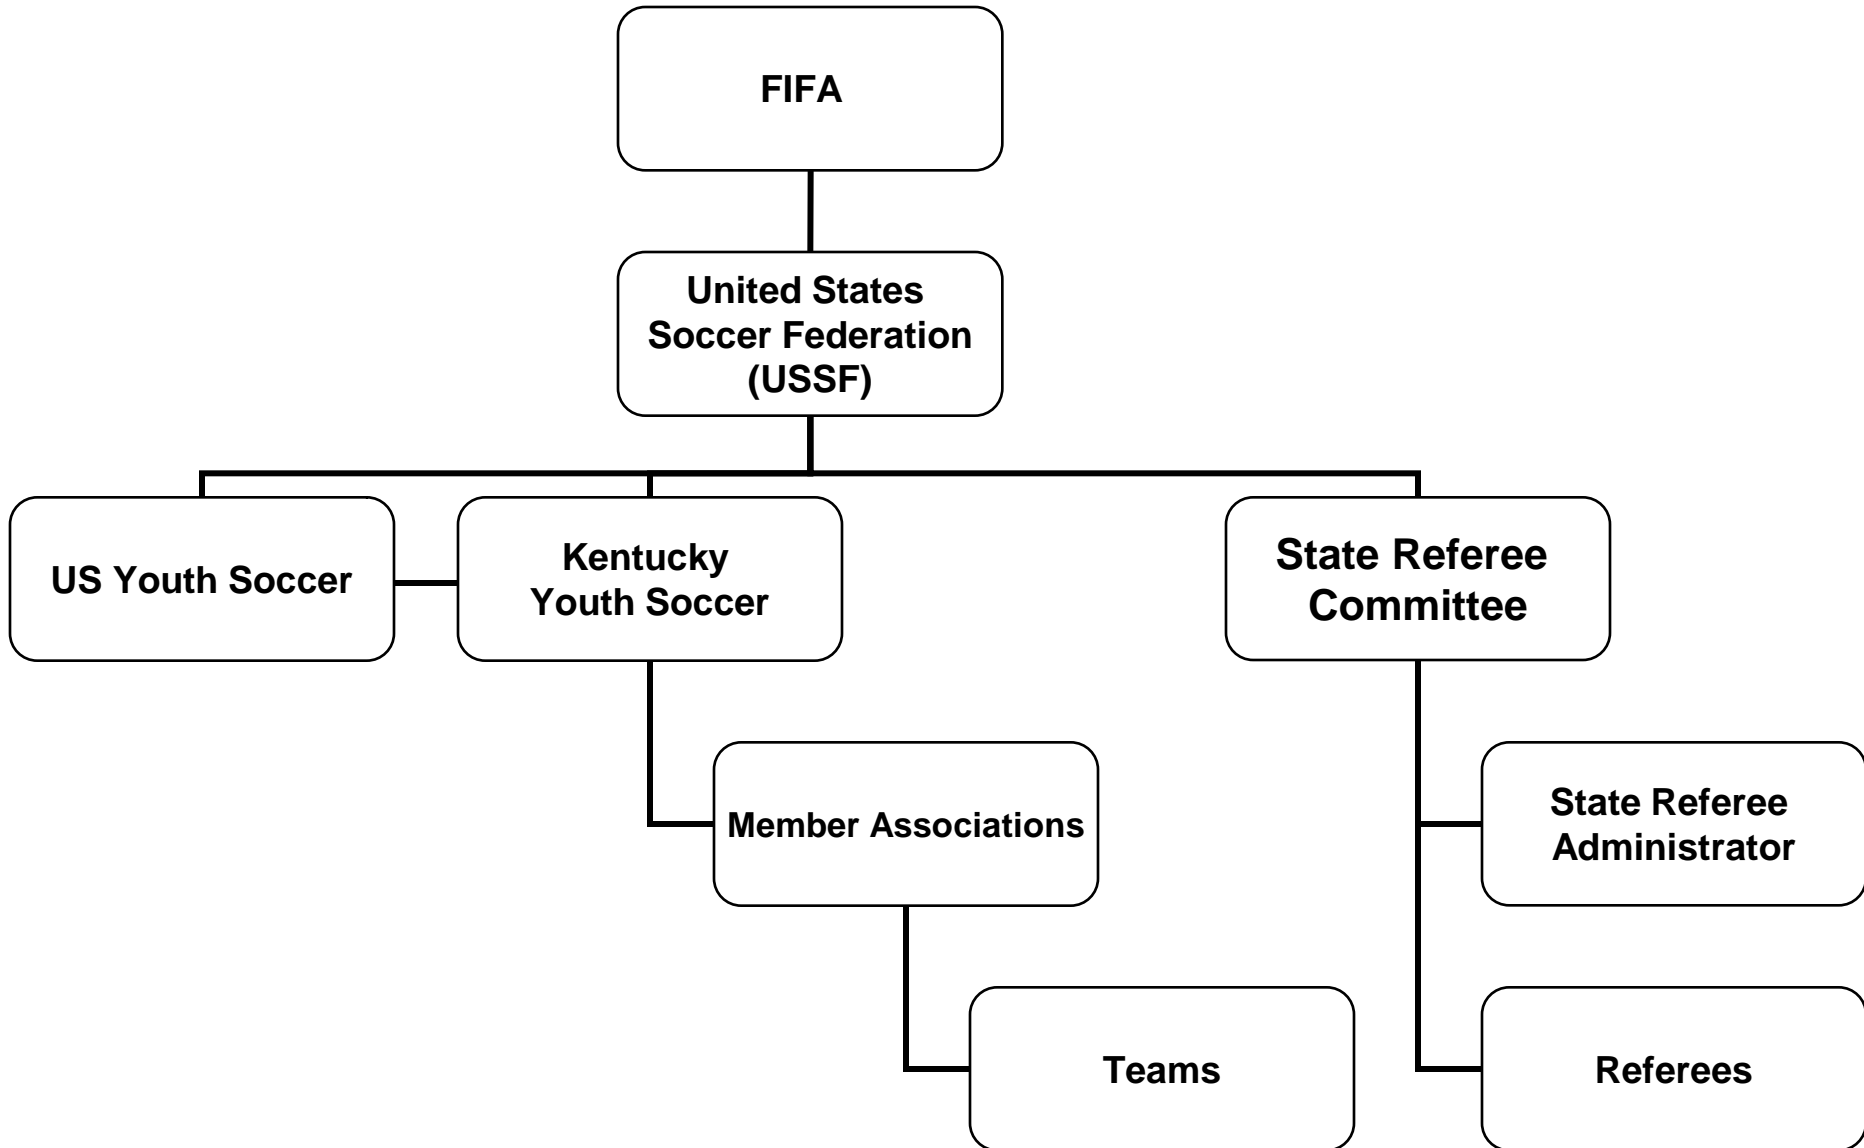 FIFA
United States
Soccer Federation
(USSF)
US Youth Soccer
Kentucky
Youth Soccer
State Referee
Committee
Member Associations
State Referee
Administrator
Teams
Referees